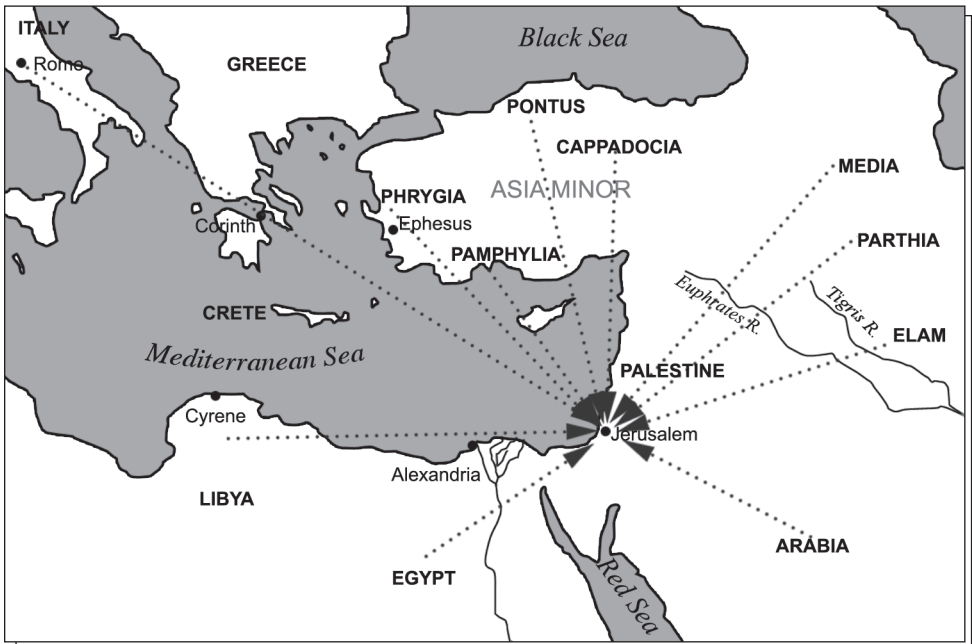 ITALY
Rome
GREECE
Black Sea
PONTUS
CAPPADOCIA
MEDIA
ASIA MINOR
PHRYGIA
Corinth
Ephesus
PARTHIA
PAMPHYLIA
Euphrates R.
Tigris R.
CRETE
ELAM
Mediterranean Sea
PALESTINE
Cyrene
Jerusalem
Alexandria
LIBYA
ARABIA
EGYPT
Red Sea